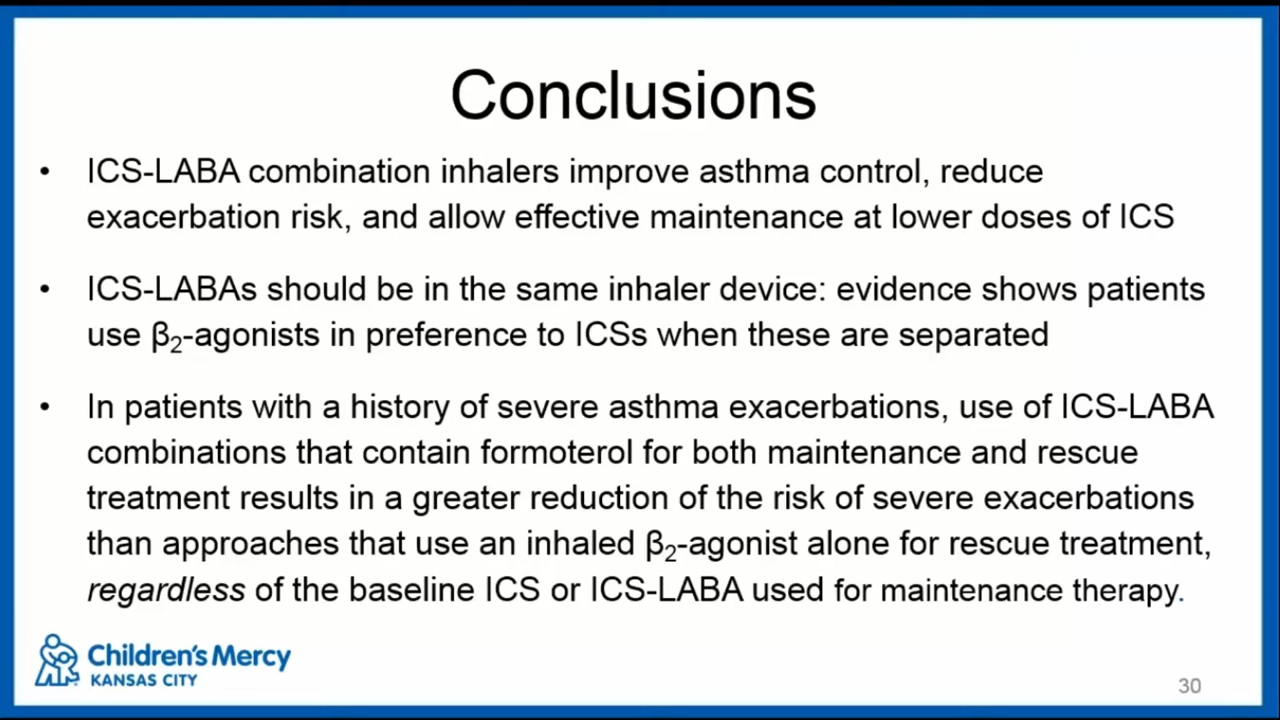 Conclusions
• ICS-LABA combination inhalers improve asthma control, reduce
exacerbation risk, and allow effective maintenance at lower doses of ICS
• ICS-LABAs should be in the same inhaler device: evidence shows patients
use β₂-agonists in preference to ICSs when these are separated
• In patients with a history of severe asthma exacerbations, use of ICS-LABA
combinations that contain formoterol for both maintenance and rescue
treatment results in a greater reduction of the risk of severe exacerbations
than approaches that use an inhaled β₂-agonist alone for rescue treatment,
regardless of the baseline ICS or ICS-LABA used for maintenance therapy.
Children's Mercy
KANSAS CITY
30